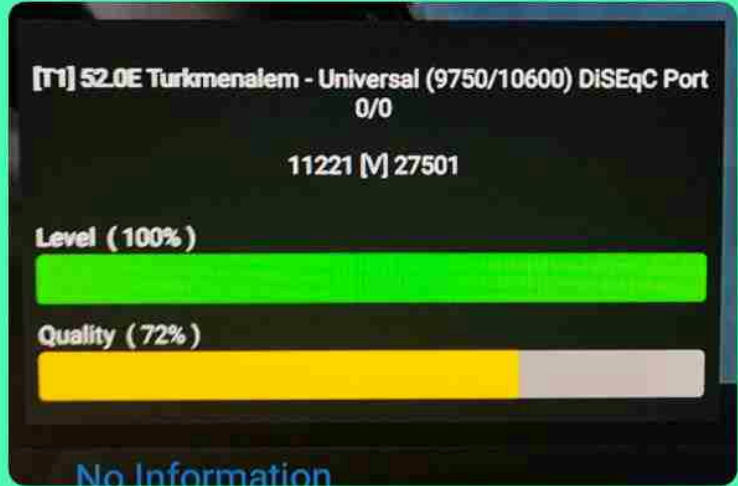 [T1] 52.0E Turkmenalem - Universal (9750/10600) DiSEqC Port
0/0
11221 [V] 27501
Level ( 100% )
Quality ( 72% )
No Information